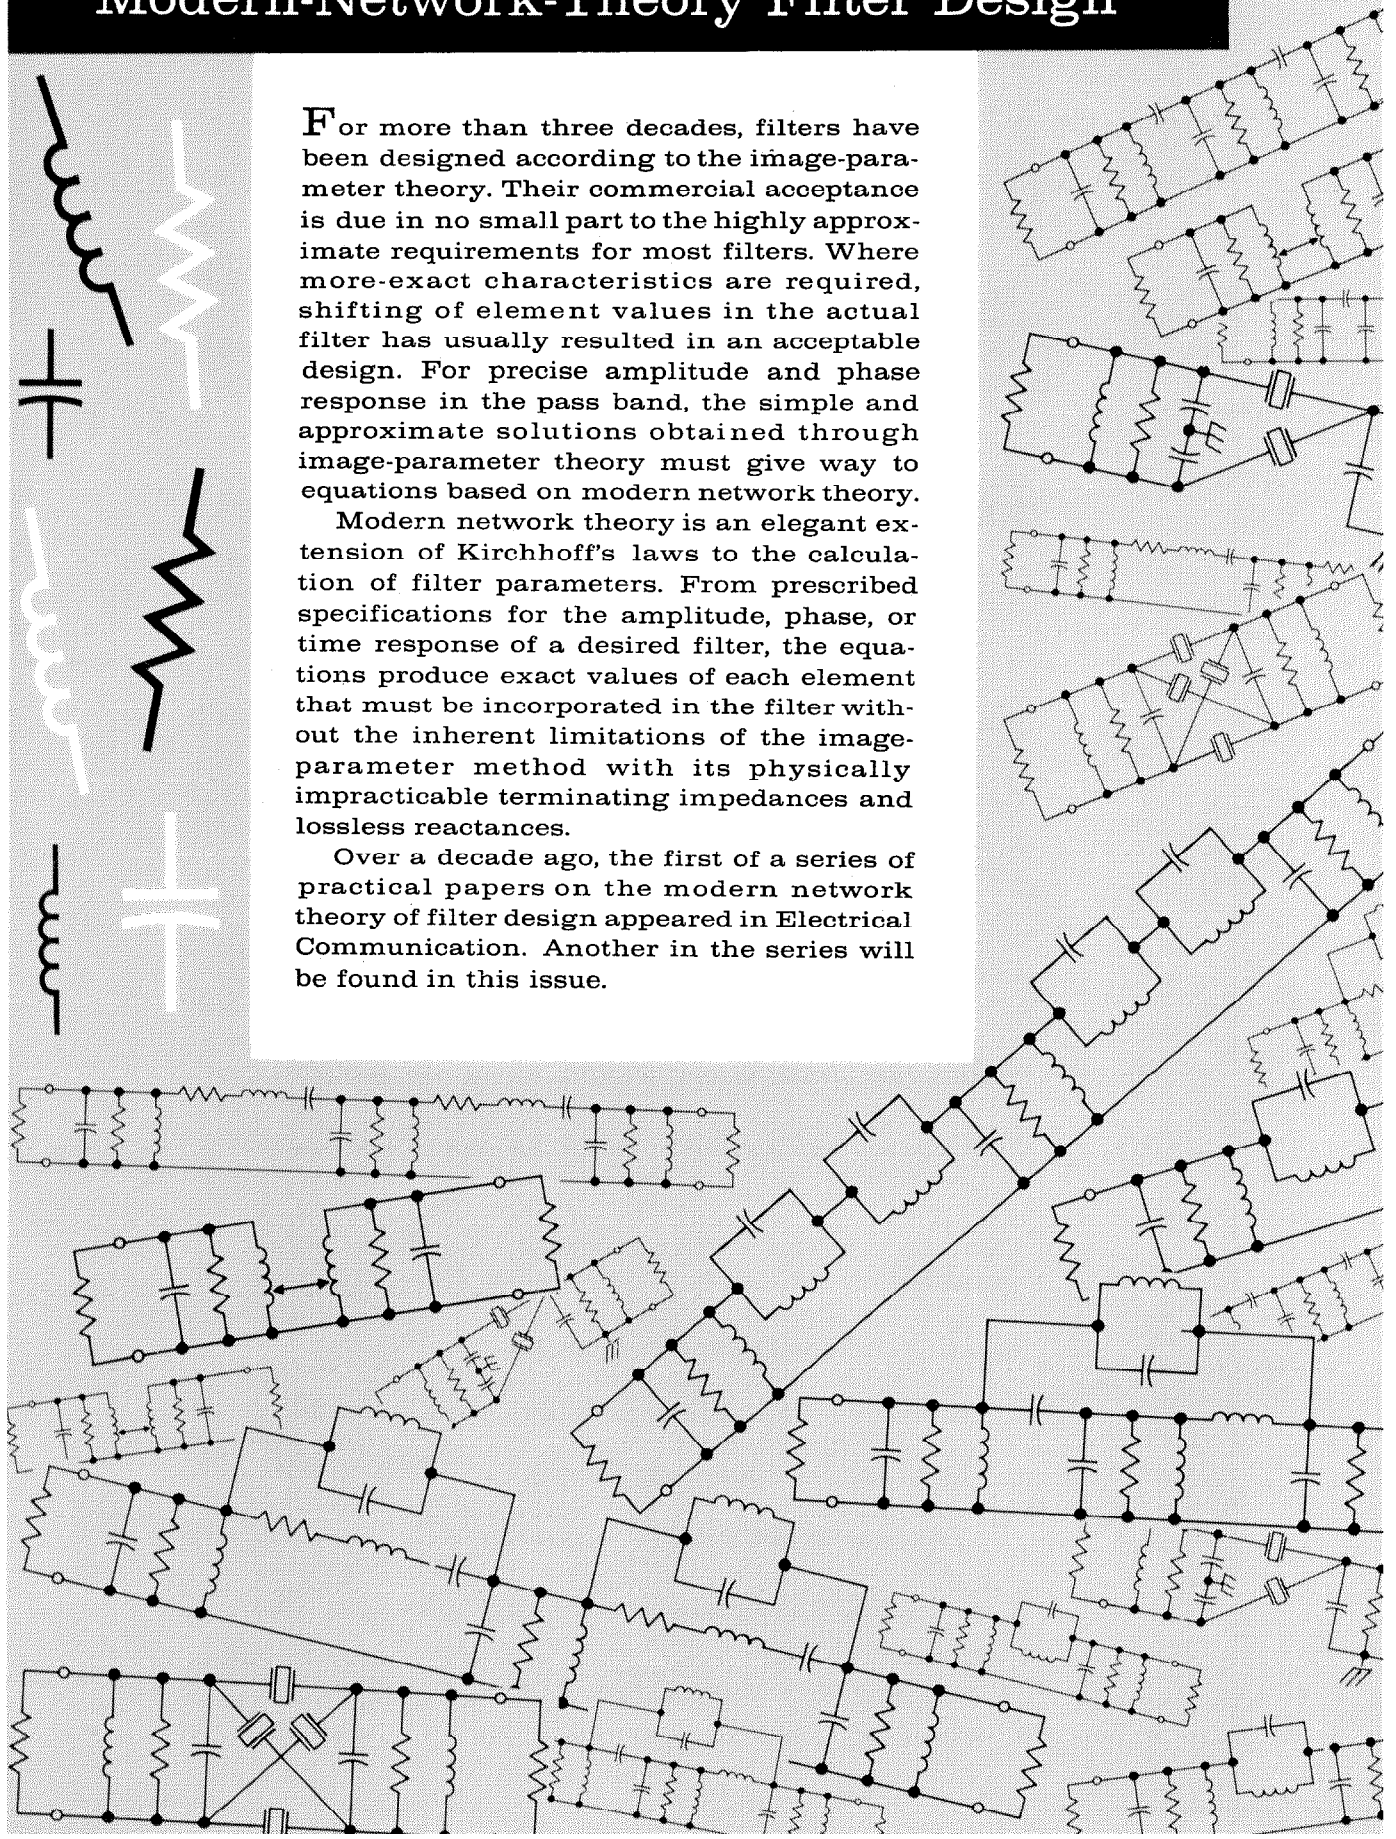 Modern-Network-Theory Filter Design
For more than three decades, filters have
been designed according to the image-para-
meter theory. Their commercial acceptance
is due in no small part to the highly approx-
imate requirements for most filters. Where
more-exact characteristics are required,
shifting of element values in the actual
filter has usually resulted in an acceptable
design. For precise amplitude and phase
response in the pass band, the simple and
approximate solutions obtained through
image-parameter theory must give way to
equations based on modern network theory.
Modern network theory is an elegant ex-
tension of Kirchhoff's laws to the calcula-
tion of filter parameters. From prescribed
specifications for the amplitude, phase, or
time response of a desired filter, the equa-
tions produce exact values of each element
that must be incorporated in the filter with-
out the inherent limitations of the image-
parameter method with its physically
impracticable terminating impedances and
lossless reactances.
Over a decade ago, the first of a series of
practical papers on the modern network
theory of filter design appeared in Electrical
Communication. Another in the series will
be found in this issue.